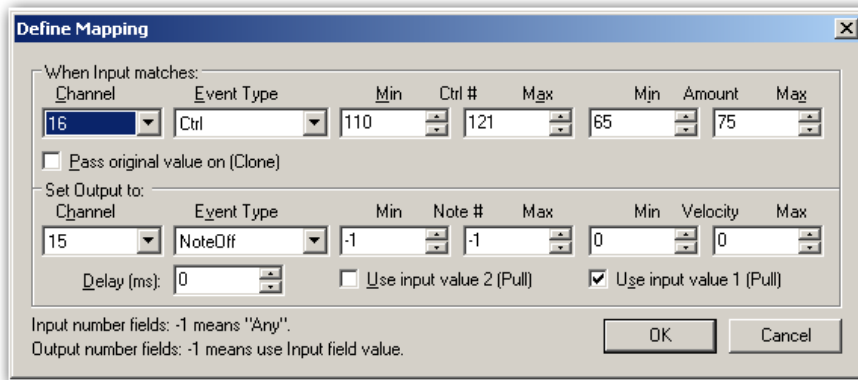 Define Mapping
When Input matches:
Channel Event Type Min Ctrl # Max Min Amount Max
16 Ctrl 110 121 65 75
Pass original value on (Clone)
Set Output to:
Channel Event Type Min Note # Max Min Velocity Max
15 NoteOff -1 -1 0 0
Delay (ms): 0 Use input value 2 (Pull) Use input value 1 (Pull)
Input number fields: -1 means "Any".
Output number fields: -1 means use Input field value.
OK Cancel